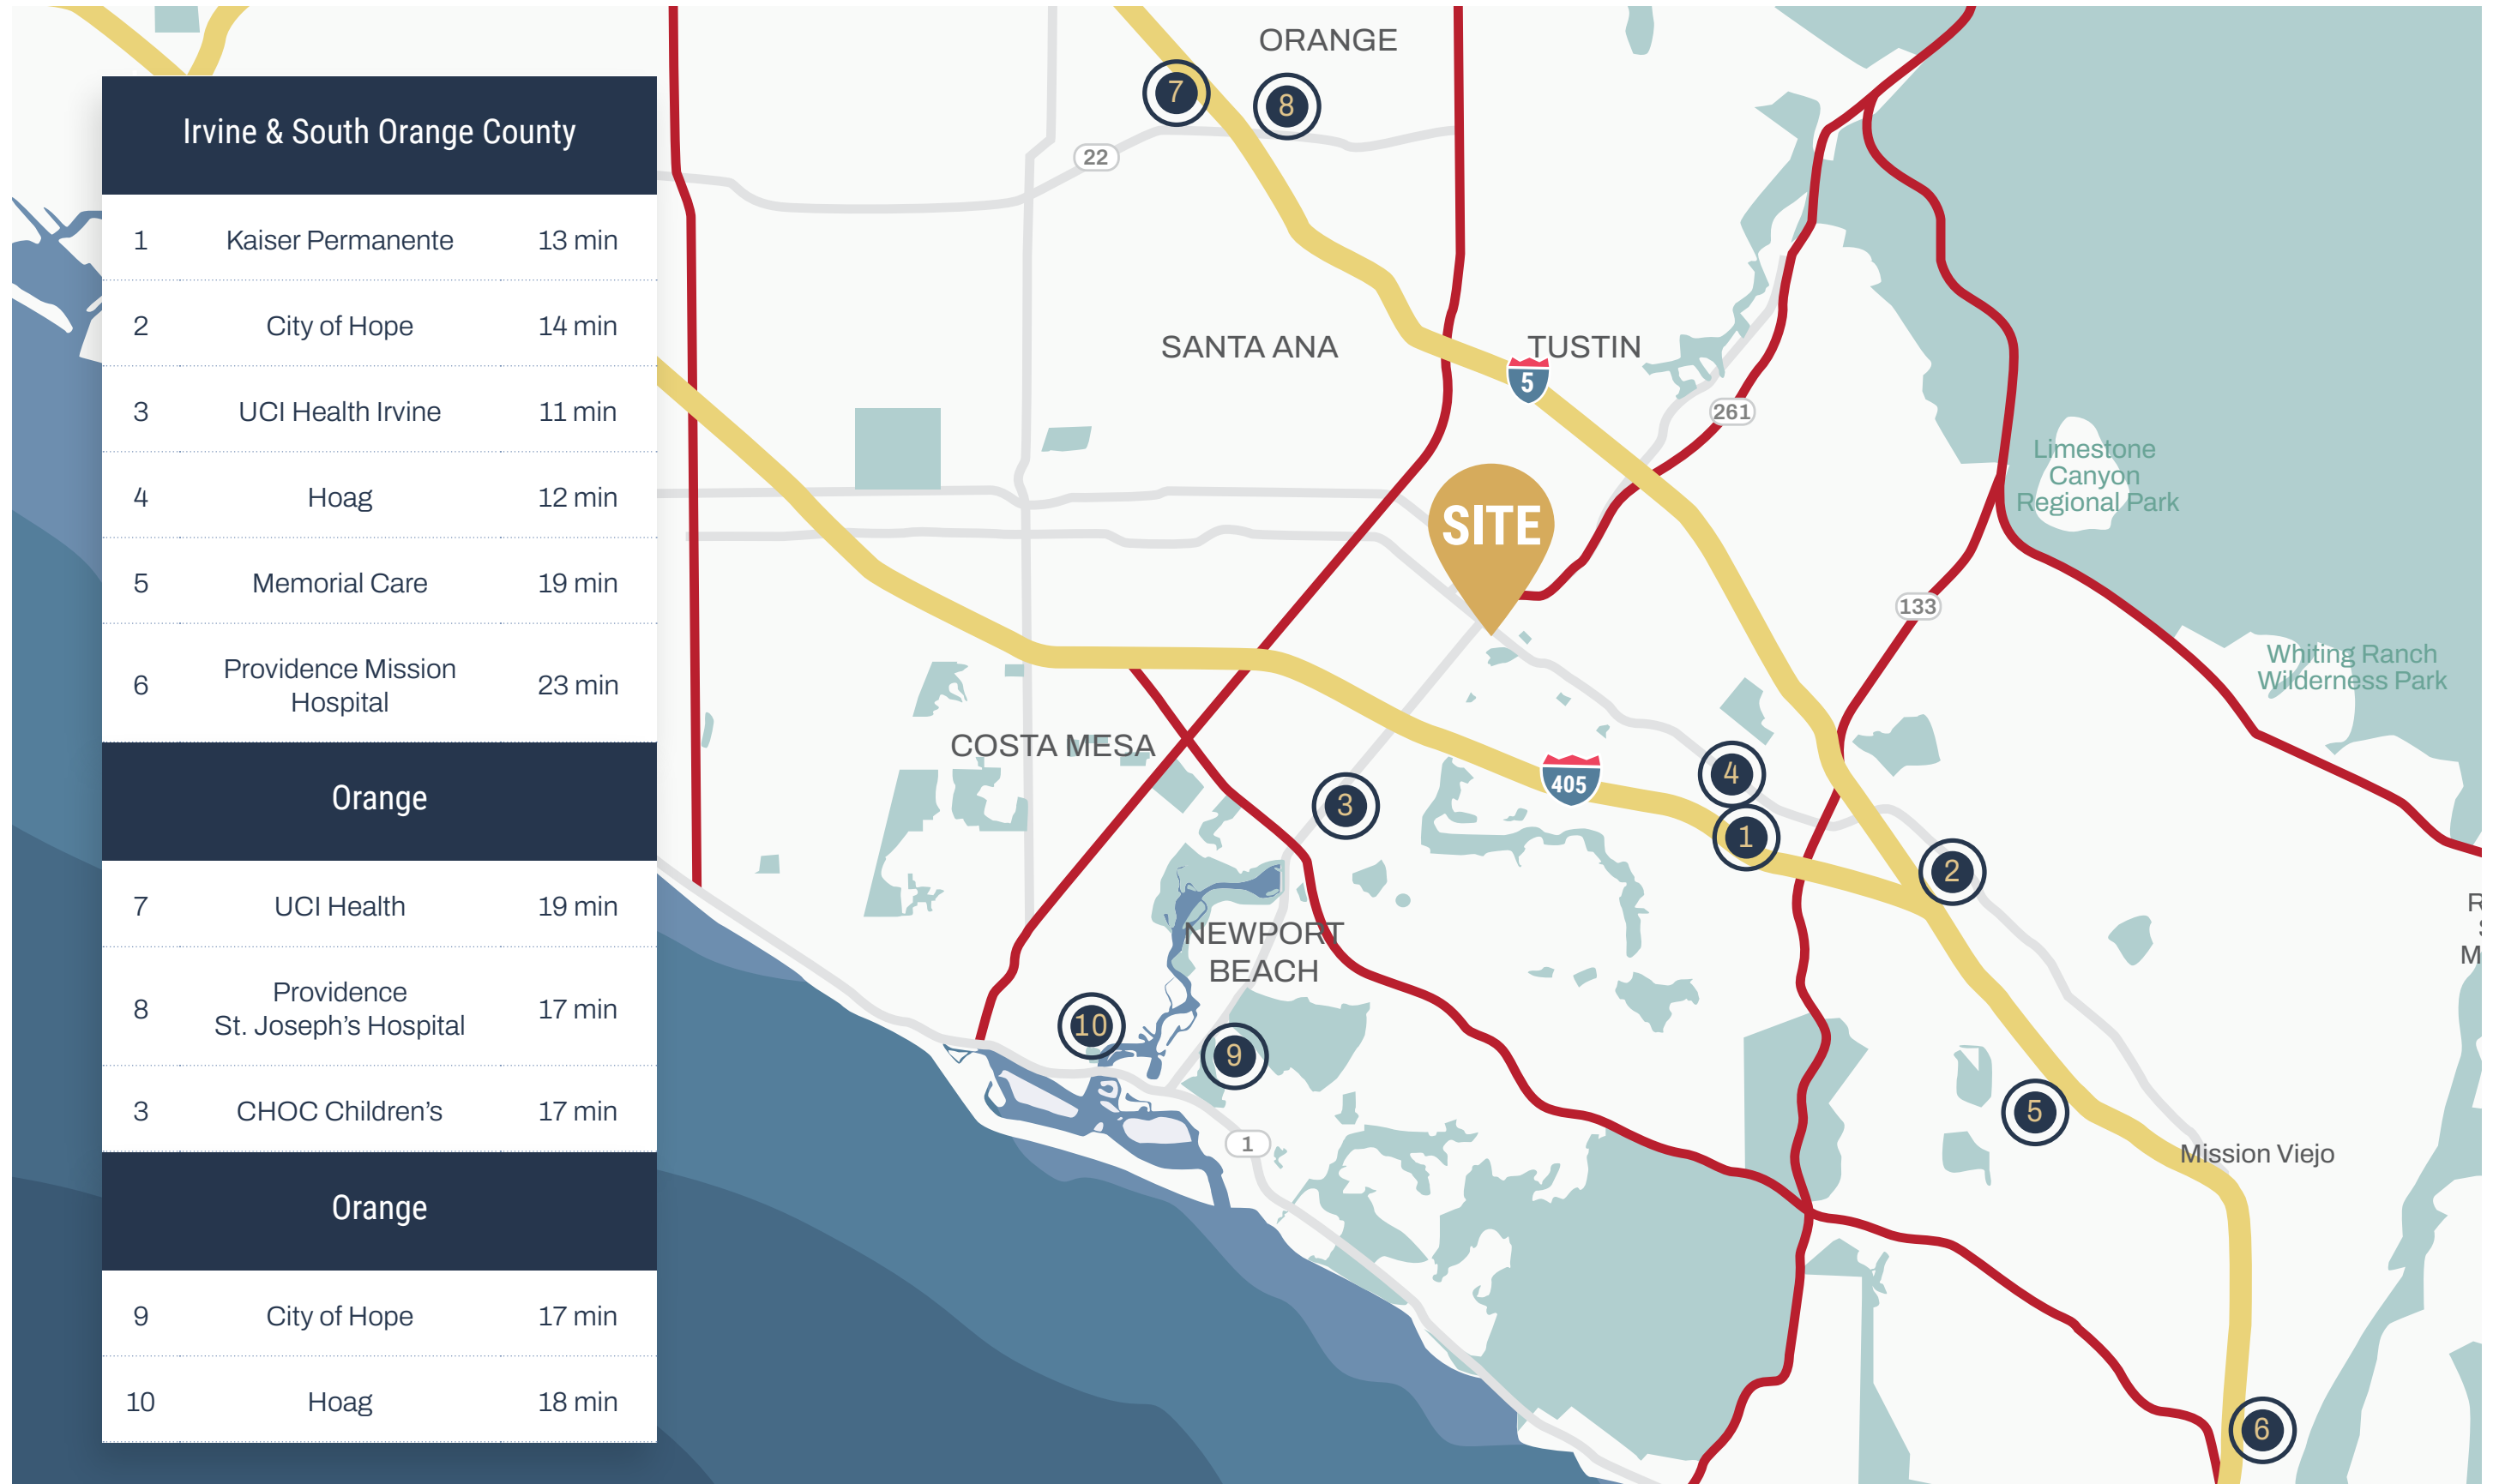 Irvine & South Orange County
1 Kaiser Permanente 13 min
2 City of Hope 14 min
3 UCI Health Irvine 11 min
4 Hoag 12 min
5 Memorial Care 19 min
6 Providence Mission
Hospital 23 min
Orange
7 UCI Health 19 min
8 Providence
St. Joseph’s Hospital 17 min
3 CHOC Children’s 17 min
Orange
9 City of Hope 17 min
10 Hoag 18 min
ORANGE
7
8
22
SANTA ANA
TUSTIN
5
261
Limestone
Canyon
Regional Park
SITE
133
Whiting Ranch
Wilderness Park
COSTA MESA
405
4
3
1
2
R
S
M
NEWPORT
BEACH
10
9
5
1
Mission Viejo
6